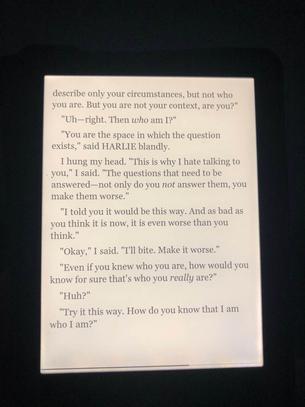 describe only your circumstances, but not who
you are. But you are not your context, are you?"
"Uh—right. Then who am I?"
"You are the space in which the question
exists," said HARLIE blandly.
I hung my head. "This is why I hate talking to
you," I said. "The questions that need to be
answered—not only do you not answer them, you
make them worse."
"I told you it would be this way. And as bad as
you think it is now, it is even worse than you
think."
"Okay," I said. "I'll bite. Make it worse."
"Even if you knew who you are, how would you
know for sure that's who you really are?"
"Huh?"
"Try it this way. How do you know that I am
who I am?"